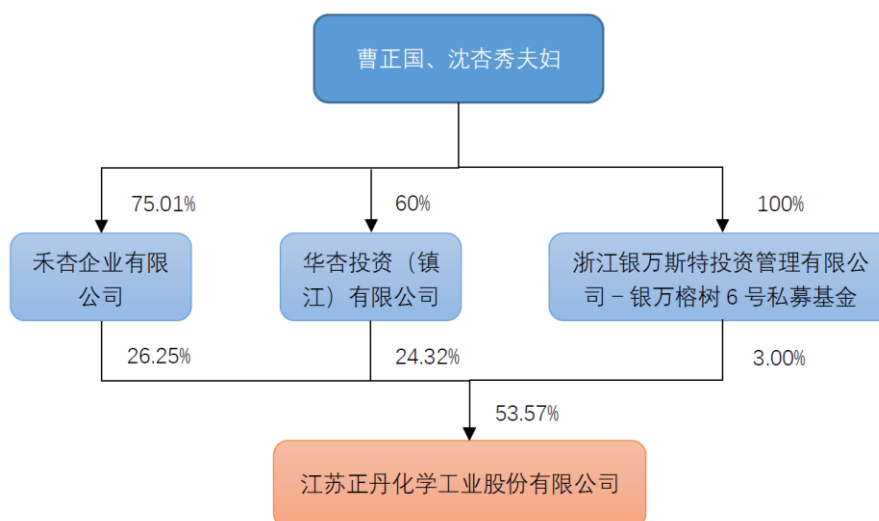 曹正国、沈杏秀夫妇
75.01%
60%
100%
禾杏企业有限
公司
华杏投资（镇
江）有限公司
浙江银万斯特投资管理有限公
司－银万榕树 6 号私募基金
26.25%
24.32%
3.00%
53.57%
江苏正丹化学工业股份有限公司